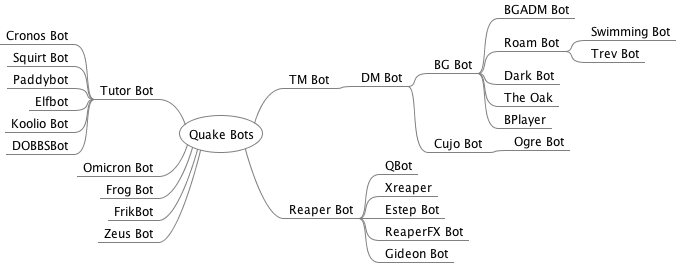 Quake Bots
Tutor Bot
Cronos Bot
Squirt Bot
Paddybot
Elfbot
Koolio Bot
DOBBSBot
Omicron Bot
Frog Bot
FrikBot
Zeus Bot
TM Bot
DM Bot
BG Bot
BGADM Bot
Roam Bot
Swimming Bot
Trev Bot
Dark Bot
The Oak
BPlayer
Cujo Bot
Ogre Bot
Reaper Bot
QBot
Xreaper
Estep Bot
ReaperFX Bot
Gideon Bot